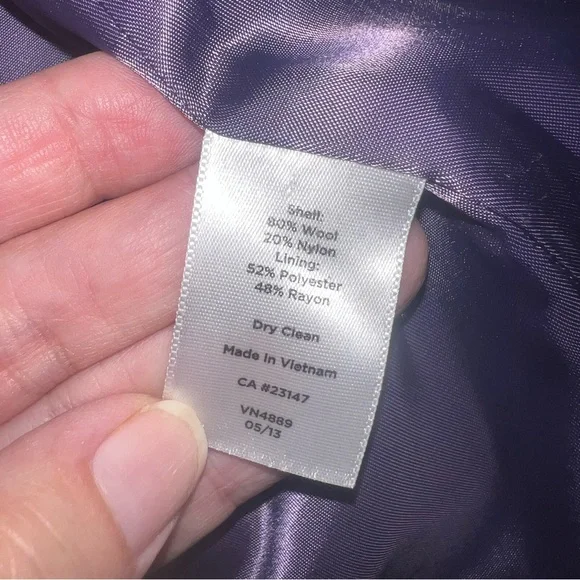 Shell:
80% Wool
20% Nylon
Lining:
52% Polyester
48% Rayon
Dry Clean
Made in Vietnam
CA #23147
VN4889
05/13